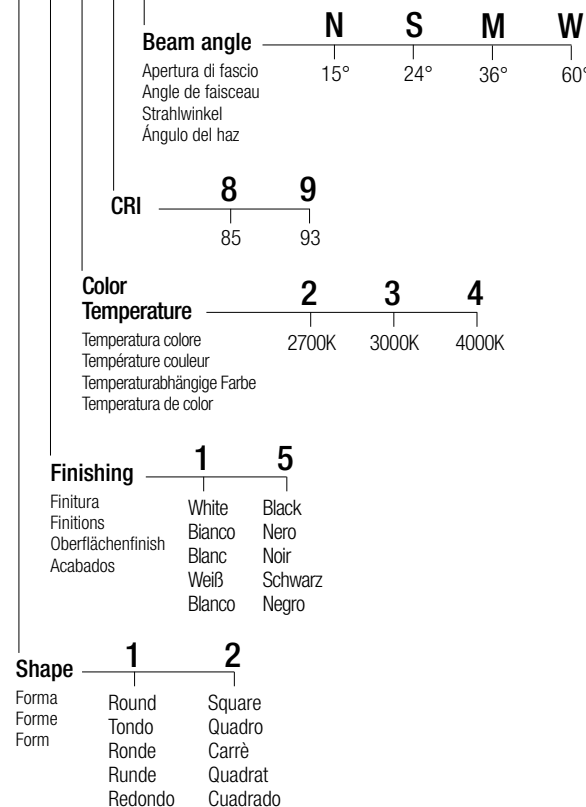 N S M W
Beam angle
Apertura di fascio
Angle de faisceau
Strahlwinkel
Ángulo del haz
15° 24° 36° 60°
8 9
CRI
85 93
Color
Temperature
2 3 4
Temperatura colore
Température couleur
Temperaturabhängige Farbe
Temperatura de color
2700K 3000K 4000K
1 5
Finishing
Finitura
Finitions
Oberflächenfinish
Acabados
White Black
Bianco Nero
Blanc Noir
Weiß Schwarz
Blanco Negro
1 2
Shape
Forma
Forme
Form
Round Square
Tondo Quadro
Ronde Carrè
Runde Quadrat
Redondo Cuadrado